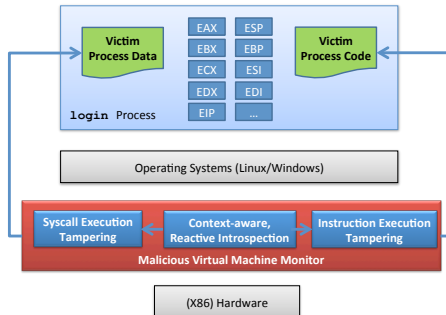 Victim
Process Data
EAX
ESP
EBX
EBP
ECX
ESI
EDX
EDI
EIP
...
Victim
Process Code
login Process
Operating Systems (Linux/Windows)
Syscall Execution
Tampering
Context-aware,
Reactive Introspection
Instruction Execution
Tampering
Malicious Virtual Machine Monitor
(X86) Hardware